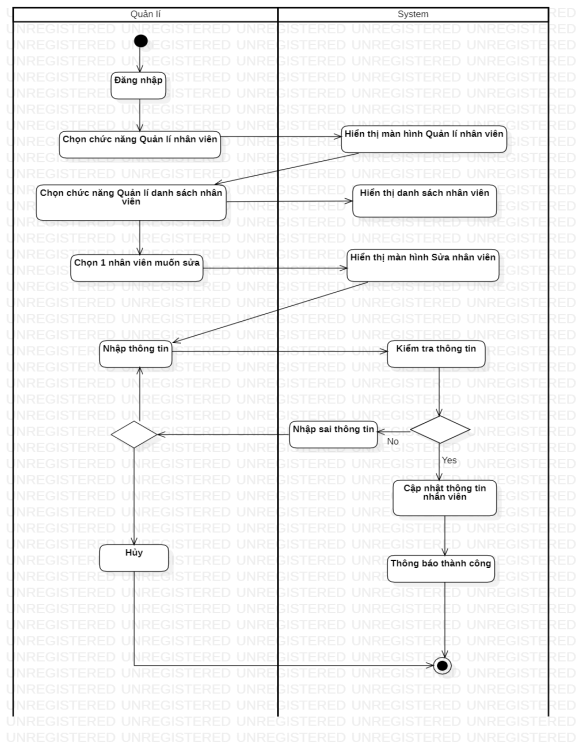 Quản lí
System
Đăng nhập
Chọn chức năng Quản lí nhân viên
Hiển thị màn hình Quản lí nhân viên
Chọn chức năng Quản lí danh sách nhân
viên
Hiển thị danh sách nhân viên
Chọn 1 nhân viên muốn sửa
Hiển thị màn hình Sửa nhân viên
Nhập thông tin
Kiểm tra thông tin
Nhập sai thông tin
No
Yes
Cập nhật thông tin
nhân viên
Hủy
Thông báo thành công